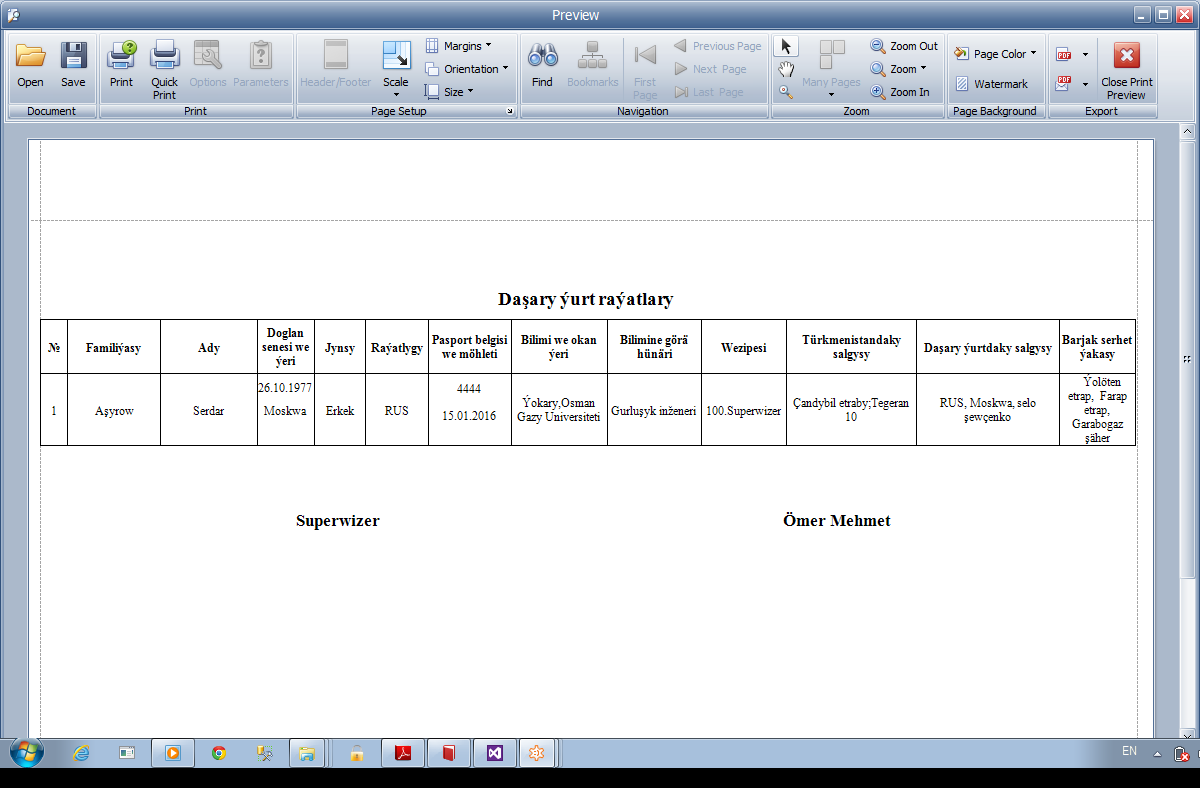 Preview
Open
Save
Document
Print
Quick
Print
Options
Parameters
Print
Header/Footer
Scale
Margins
Orientation
Size
Page Setup
Find
Bookmarks
First
Page
Previous Page
Next Page
Last Page
Navigation
Many Pages
Zoom Out
Zoom
Zoom In
Zoom
Page Color
Watermark
Page Background
PDF
PDF
Close Print
Preview
Export
Daşary ýurt raýatlary
№
Familiýasy
Ady
Doglan
senesi we
ýeri
Jynsy
Raýatlygy
Pasport belgisi
we möhleti
Bilimi we okan
ýeri
Bilimine görä
hünäri
Wezipesi
Türkmenistandaky
salgysy
Daşary ýurtdaky salgysy
Barjak serhet
ýakasy
1
Aşyrow
Serdar
26.10.1977
Moskwa
Erkek
RUS
4444
15.01.2016
Ýokary,Osman
Gazy Universiteti
Gurluşyk inženeri
100.Superwizer
Çandybil etraby;Tegeran
10
RUS, Moskwa, selo
şewçenko
Ýolöten
etrap, Farap
etrap,
Garabogaz
şäher
Superwizer
Ömer Mehmet
EN